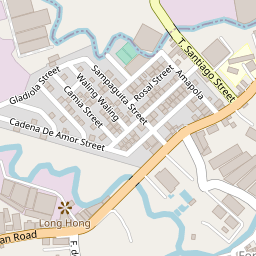 T. Santiago Street
Gladiola Street
Sampaguita Street
Waling Waling
Camia Street
Rosal Street
Amapola
Cadena De Amor Street
Long Hong
an Road
F. de